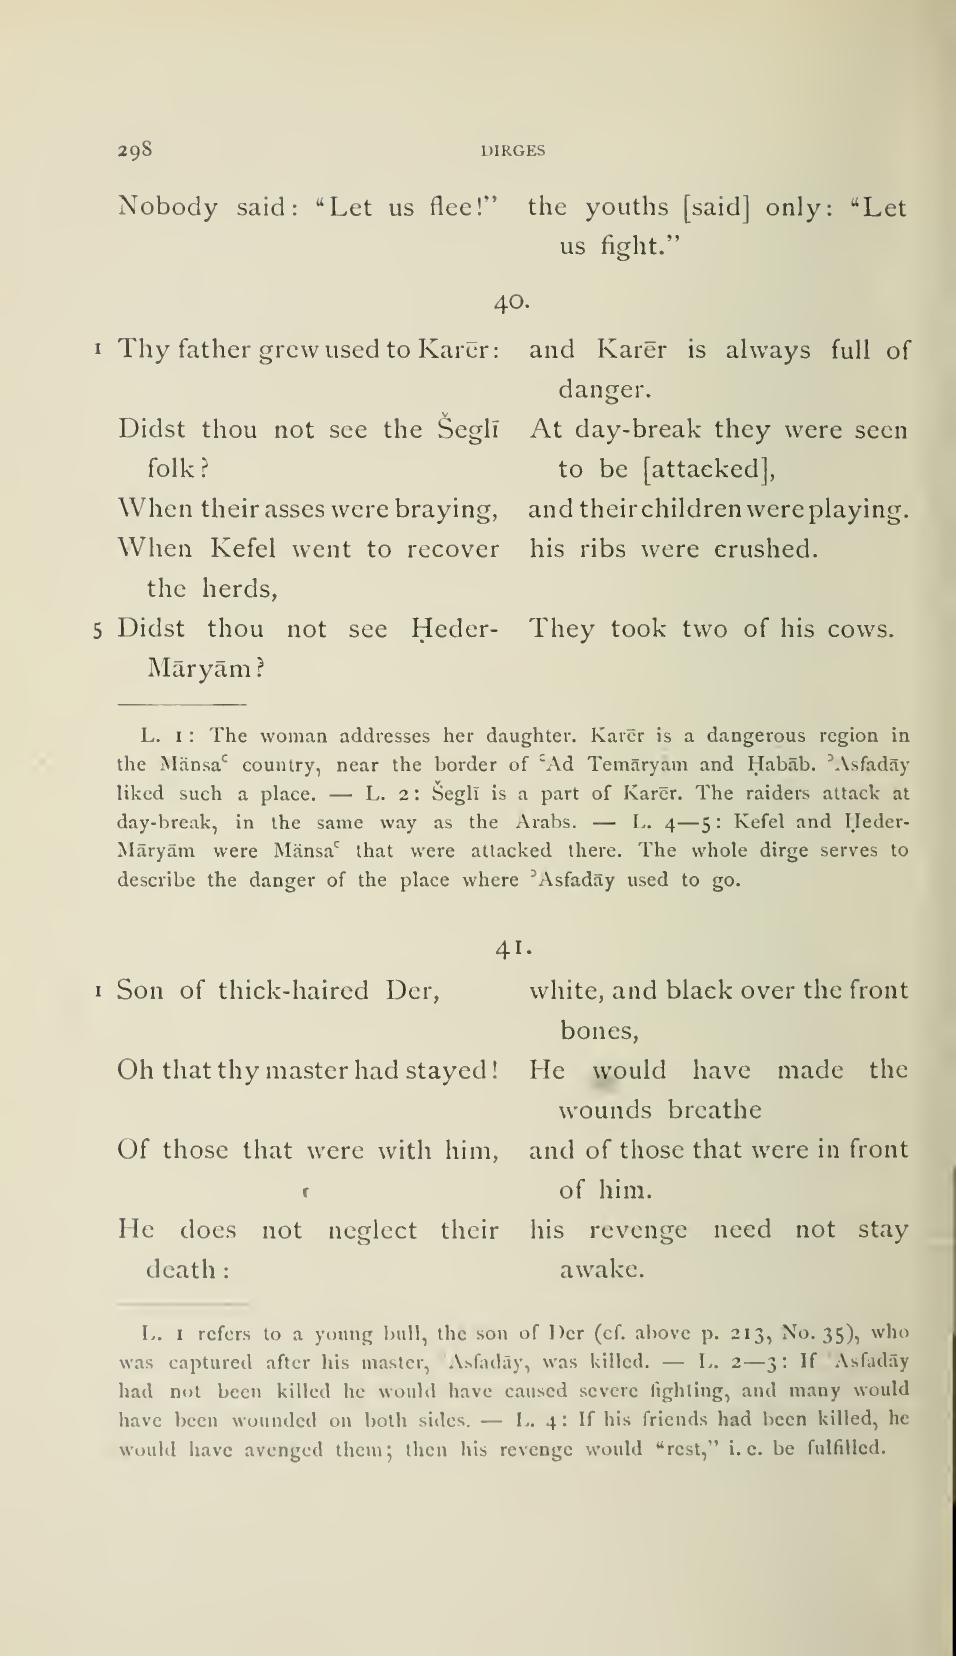 298 DIRGES
Nobody said: “Let us flee!” the youths [said] only: “Let
us fight.”
40.
1 Thy father grew used to Karēr: and Karēr is always full of
danger.
Didst thou not see the Šeglī At day-break they were seen
folk? to be [attacked],
When their asses were braying, and their children were playing.
When Kefel went to recover his ribs were crushed.
the herds,
5 Didst thou not see Ḥeder- They took two of his cows.
Māryām?
L. 1: The woman addresses her daughter. Karēr is a dangerous region in
the Mänsaʿ country, near the border of ʿAd Temāryām and Ḥabāb. ʾAsfadāy
liked such a place. — L. 2: Šeglī is a part of Karēr. The raiders attack at
day-break, in the same way as the Arabs. — L. 4—5: Kefel and Ḥeder-
Māryām were Mänsaʿ that were attacked there. The whole dirge serves to
describe the danger of the place where ʾAsfadāy used to go.
41.
1 Son of thick-haired Der, white, and black over the front
bones,
Oh that thy master had stayed! He would have made the
wounds breathe
Of those that were with him, and of those that were in front
of him.
He does not neglect their his revenge need not stay
death: awake.
L. 1 refers to a young bull, the son of Der (cf. above p. 213, No. 35), who
was captured after his master, ʾAsfadāy, was killed. — L. 2—3: If ʾAsfadāy
had not been killed he would have caused severe fighting, and many would
have been wounded on both sides. — L. 4: If his friends had been killed, he
would have avenged them; then his revenge would “rest,” i. e. be fulfilled.